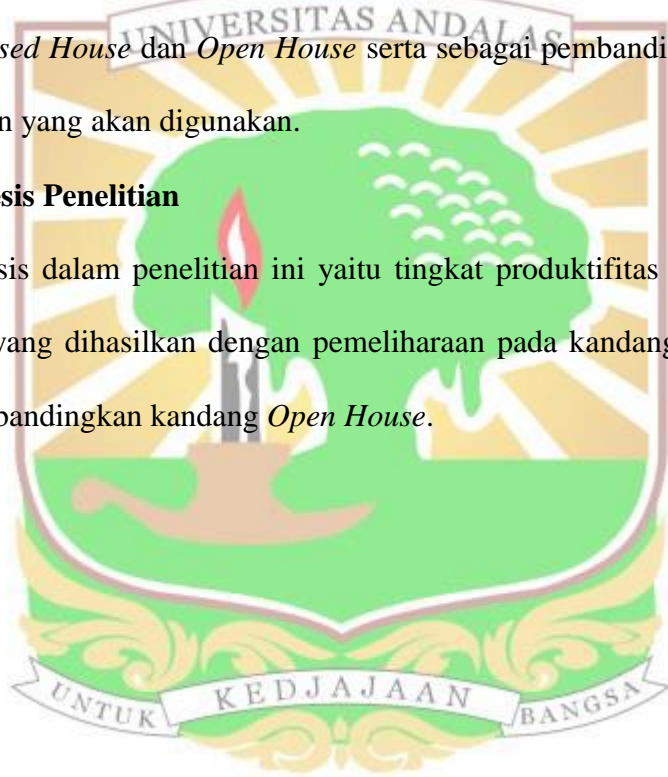 UNIVERSITAS ANDALAS
sed House dan Open House serta sebagai pembandi
n yang akan digunakan.
esis Penelitian
sis dalam penelitian ini yaitu tingkat produktifitas
yang dihasilkan dengan pemeliharaan pada kandang
bandingkan kandang Open House.
UNTUK KEDJAJAAN BANGSA